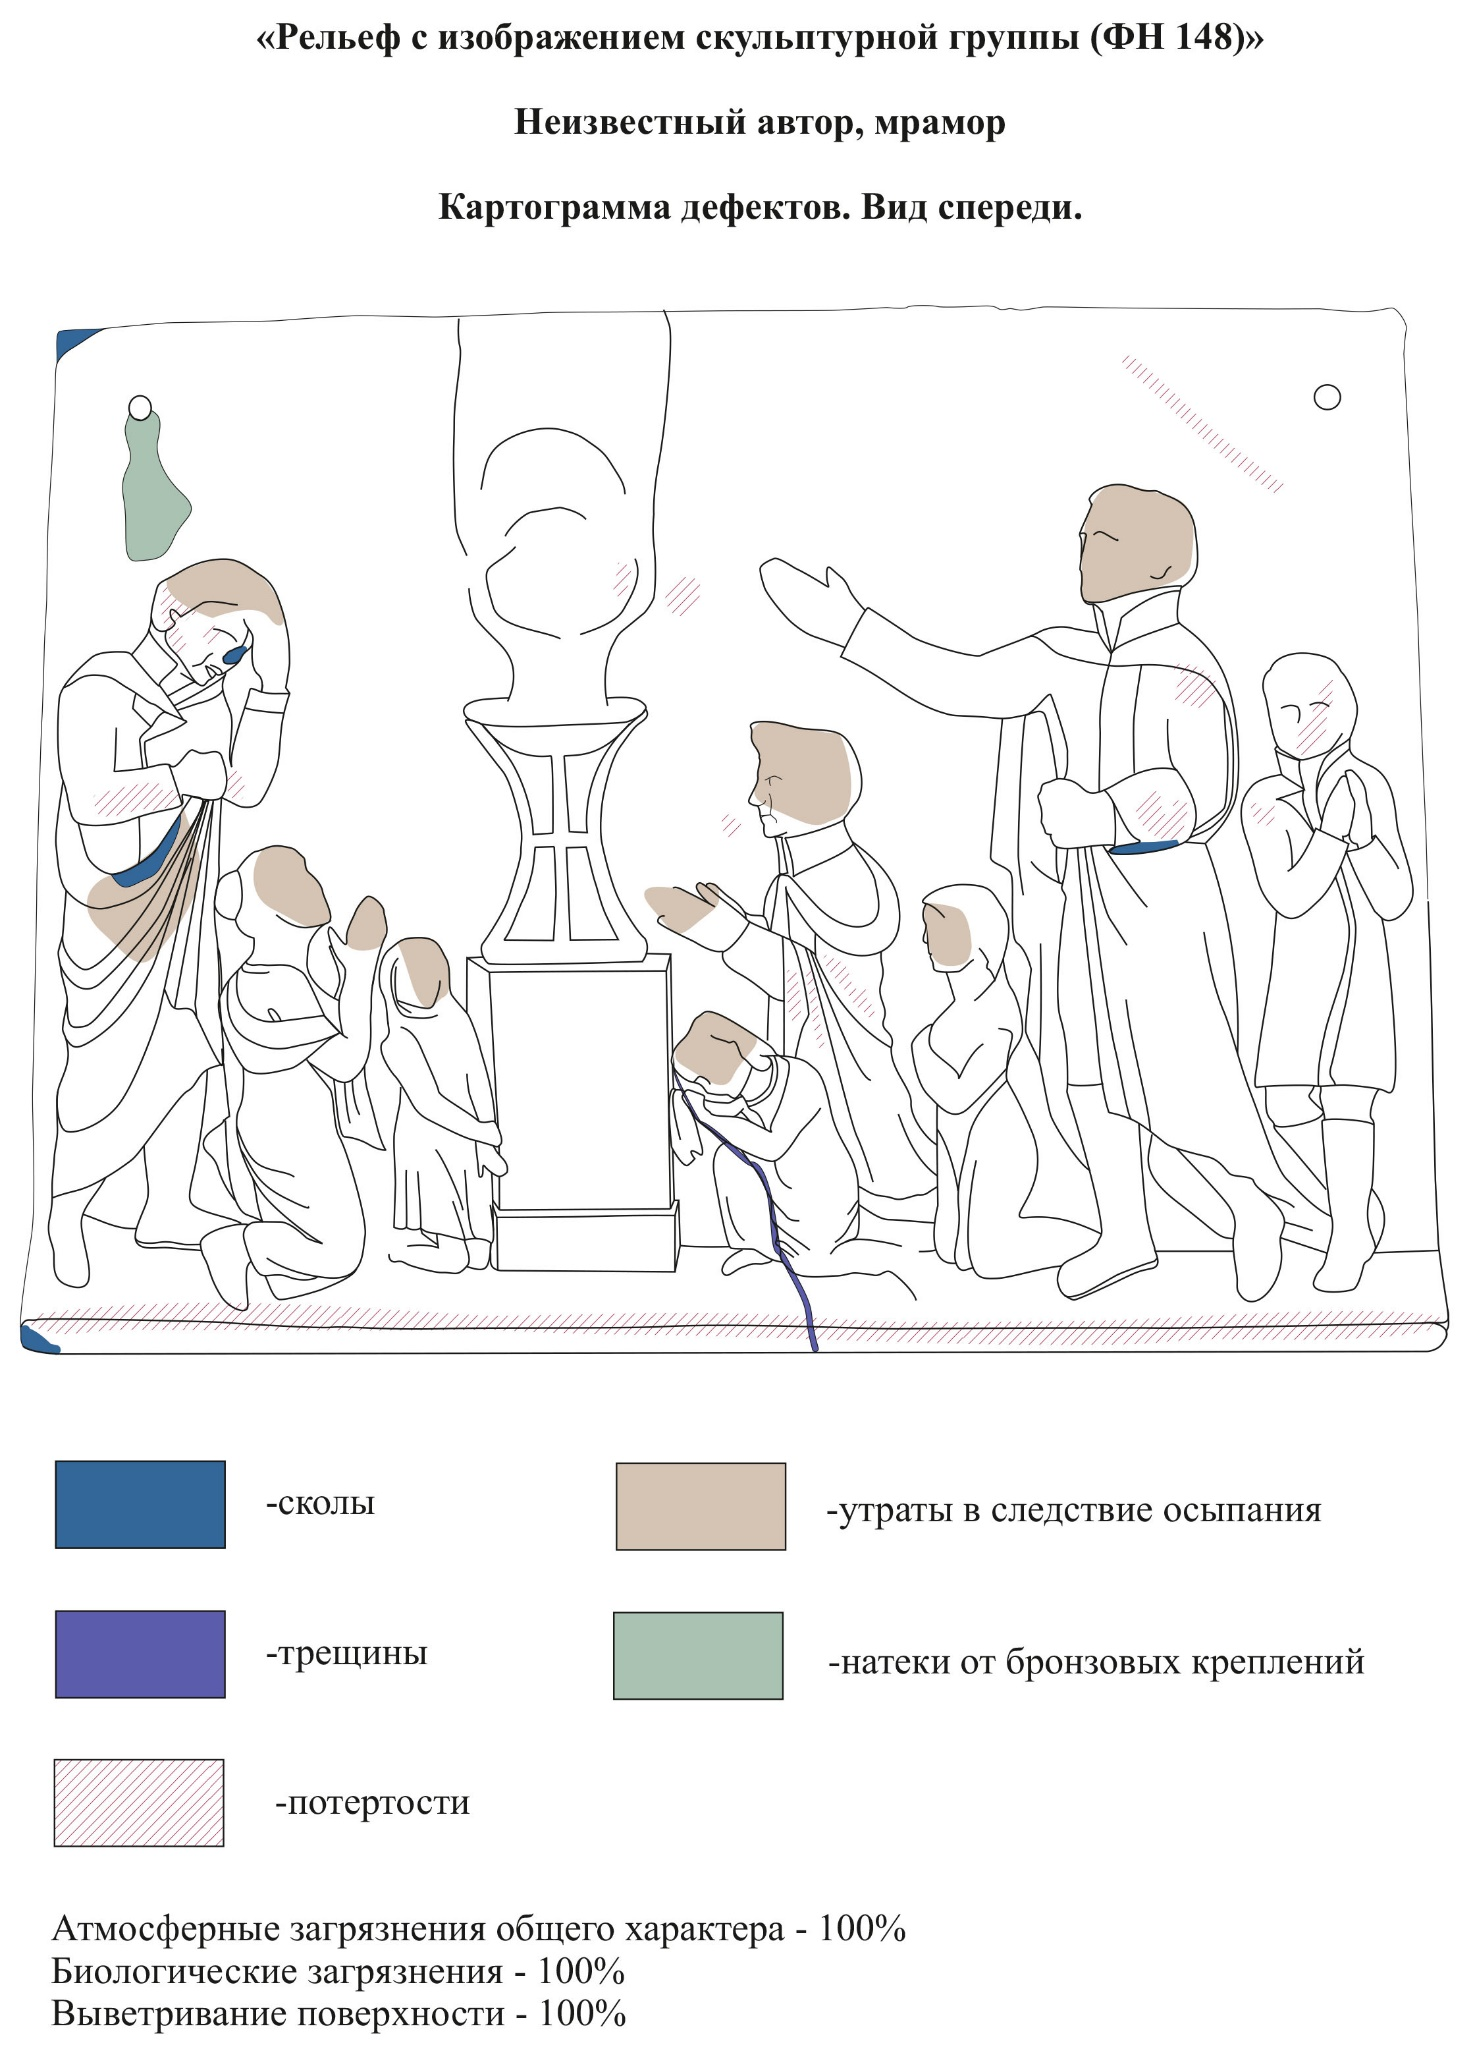 «Рельеф с изображением скульптурной группы (ФН 148)»
Неизвестный автор, мрамор
Картограмма дефектов. Вид спереди.
-сколы
-утраты в следствие осыпания
-трещины
-натеки от бронзовых креплений
-потертости
Атмосферные загрязнения общего характера - 100%
Биологические загрязнения - 100%
Выветривание поверхности - 100%